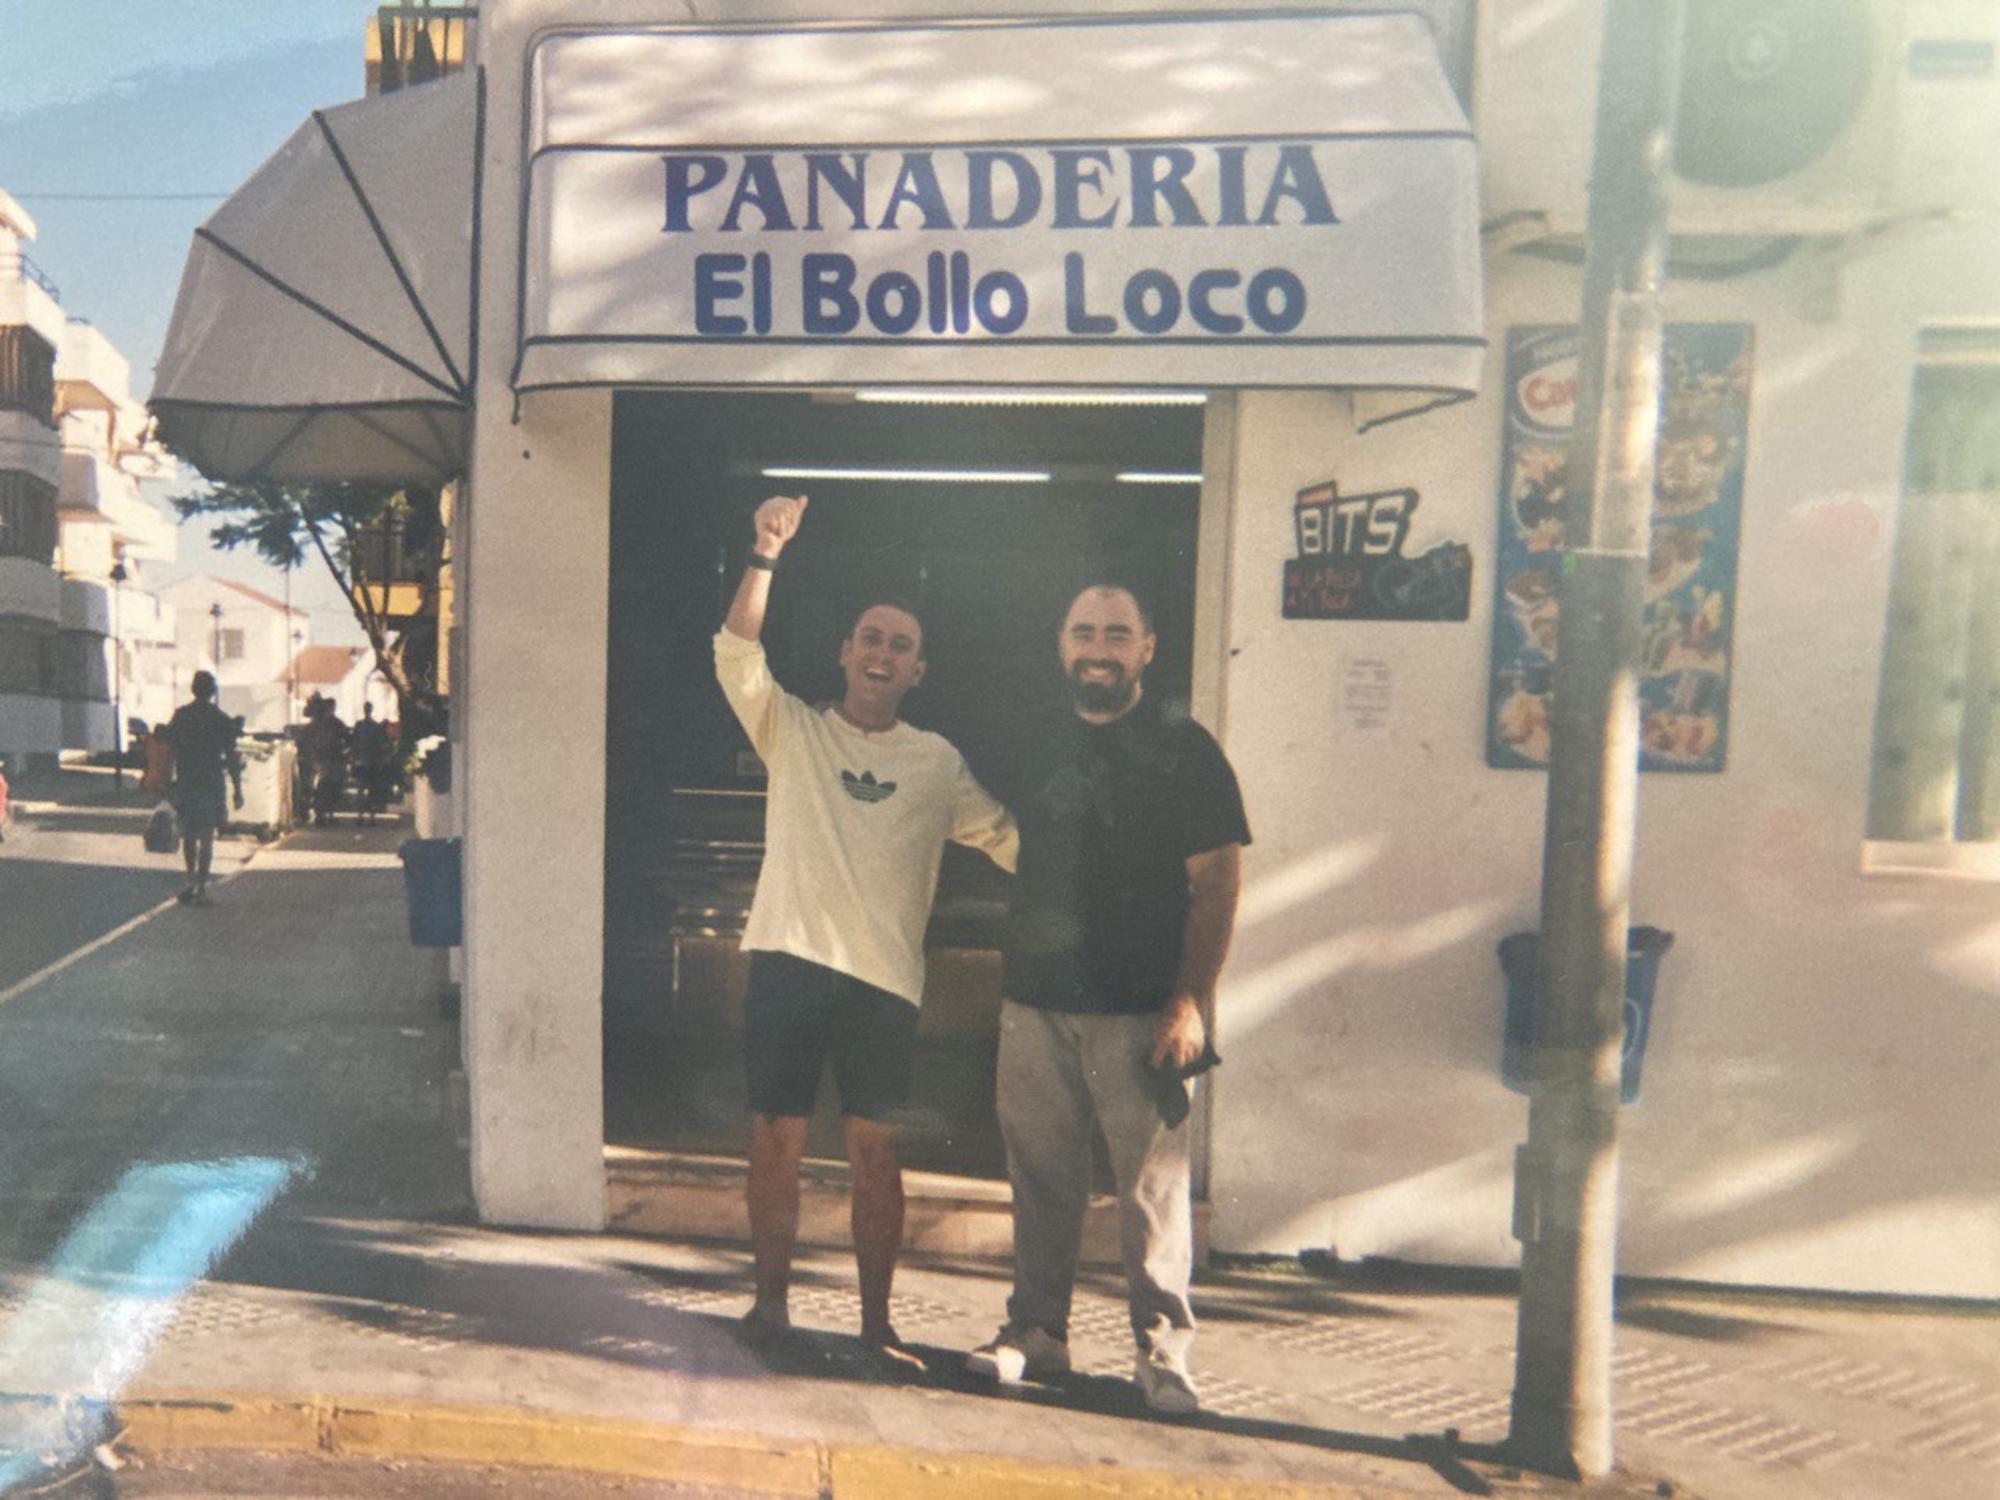 PANADERIA
El Bollo Loco
BITS